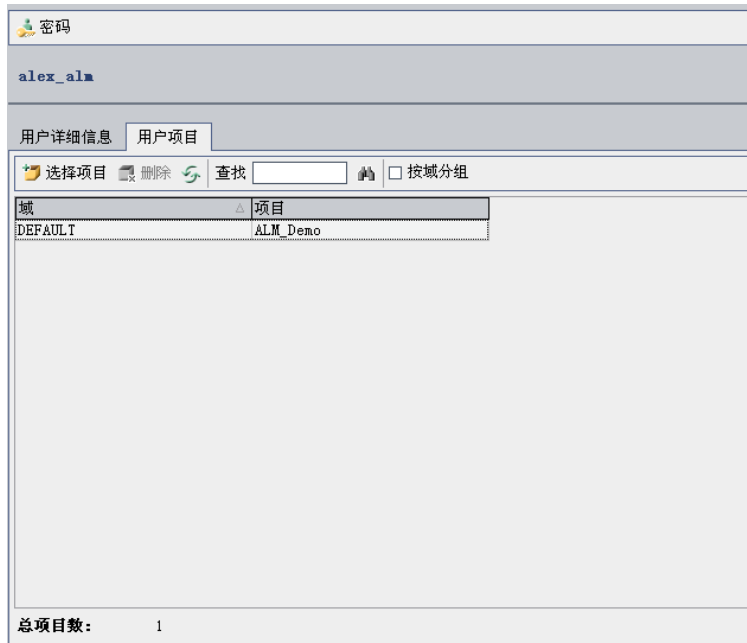 密码
alex_alm
用户详细信息 用户项目
选择项目 删除 查找 按域分组
域 项目
DEFAULT ALM_Demo
总项目数： 1